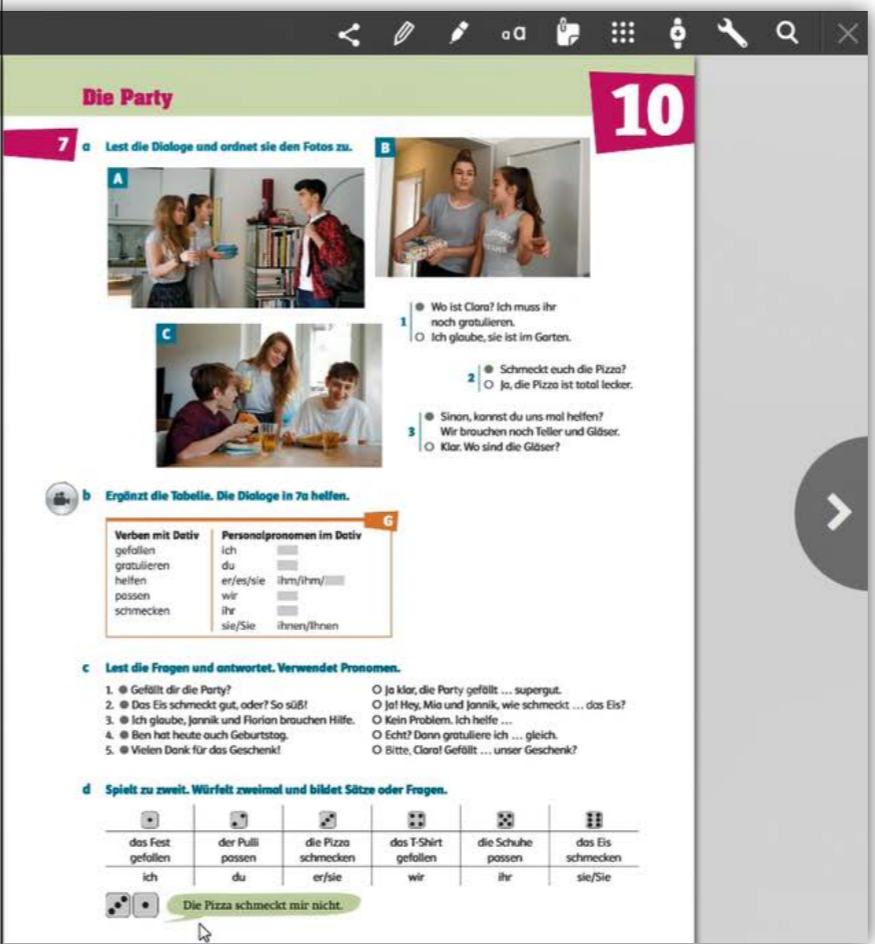 aa
Die Party
10
7 a Lest die Dialoge und ordnet sie den Fotos zu.
A
B
C
1 Wo ist Clara? Ich muss ihr
noch gratulieren.
Ich glaube, sie ist im Garten.
2 Schmeckt euch die Pizza?
Ja, die Pizza ist total lecker.
3 Sinan, kannst du uns mal helfen?
Wir brauchen noch Teller und Gläser.
Klar. Wo sind die Gläser?
b Ergänzt die Tabelle. Die Dialoge in 7a helfen.
G
Verben mit Dativ Personalpronomen im Dativ
gefallen ich
gratulieren du
helfen er/es/sie ihm/ihm/
passen wir
schmecken ihr
sie/Sie ihnen/Ihnen
c Lest die Fragen und antwortet. Verwendet Pronomen.
1. Gefällt dir die Party? Ja klar, die Party gefällt … supergut.
2. Das Eis schmeckt gut, oder? So süß! Ja! Hey, Mia und Jannik, wie schmeckt … das Eis?
3. Ich glaube, Jannik und Florian brauchen Hilfe. Kein Problem. Ich helfe …
4. Ben hat heute auch Geburtstag. Echt? Dann gratuliere ich … gleich.
5. Vielen Dank für das Geschenk! Bitte, Clara! Gefällt … unser Geschenk?
d Spielt zu zweit. Würfelt zweimal und bildet Sätze oder Fragen.
das Fest der Pulli die Pizza das T-Shirt die Schuhe das Eis
gefallen passen schmecken gefallen passen schmecken
ich du er/sie wir ihr sie/Sie
Die Pizza schmeckt mir nicht.